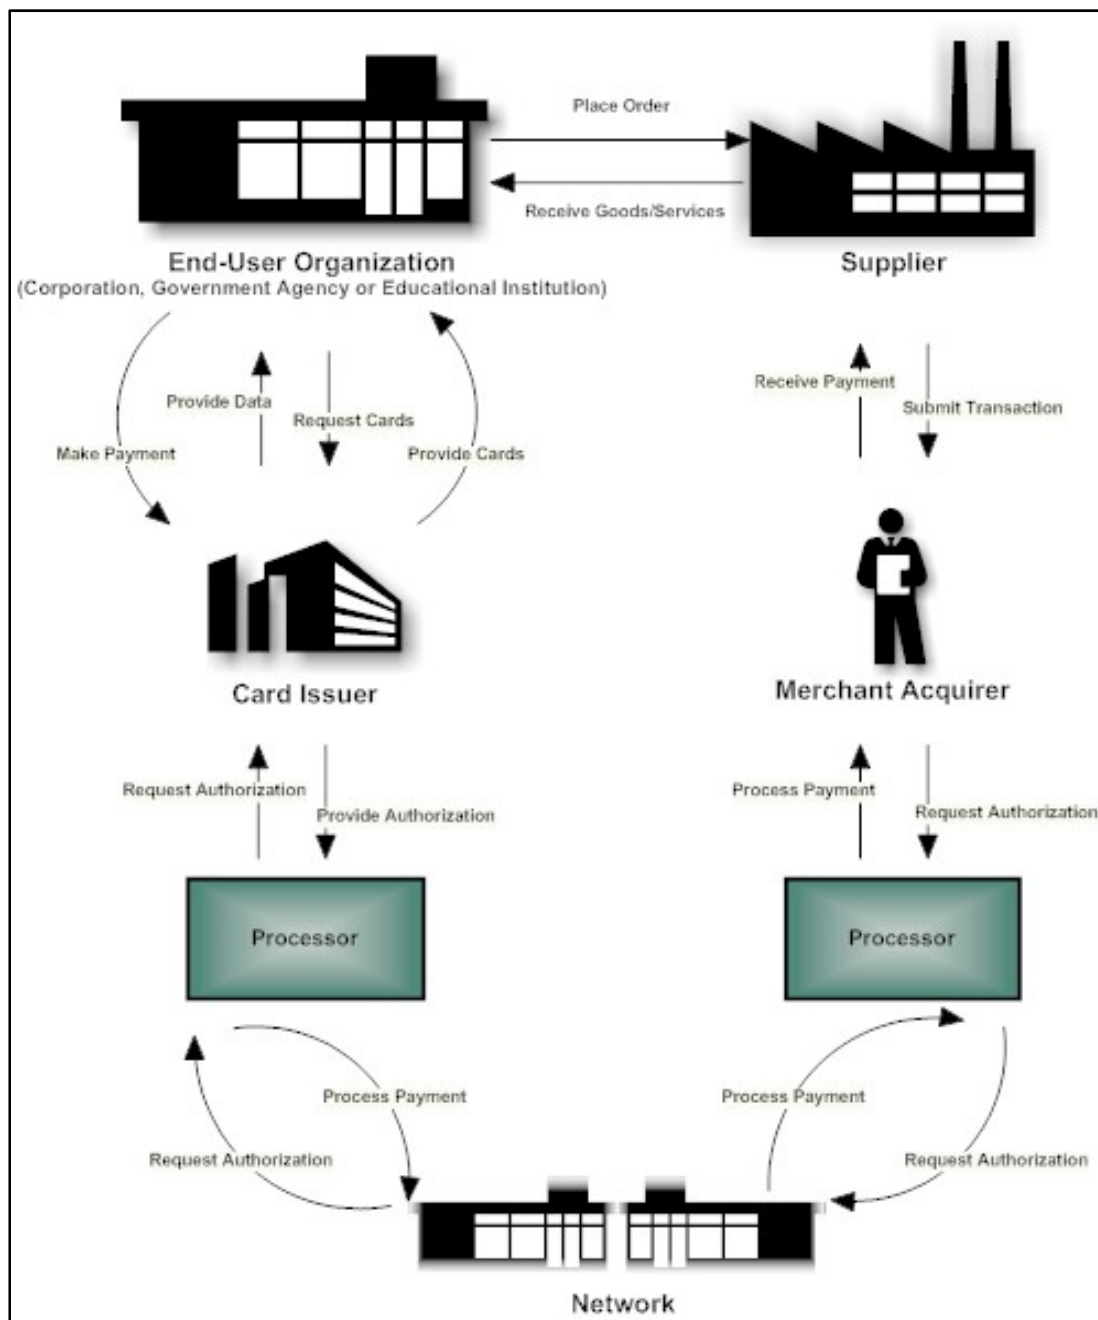 Place Order
Receive Goods/Services
End-User Organization
(Corporation, Government Agency or Educational Institution)
Supplier
Provide Data
Request Cards
Make Payment
Provide Cards
Receive Payment
Submit Transaction
Card Issuer
Merchant Acquirer
Request Authorization
Provide Authorization
Process Payment
Request Authorization
Processor
Processor
Process Payment
Request Authorization
Process Payment
Request Authorization
Network